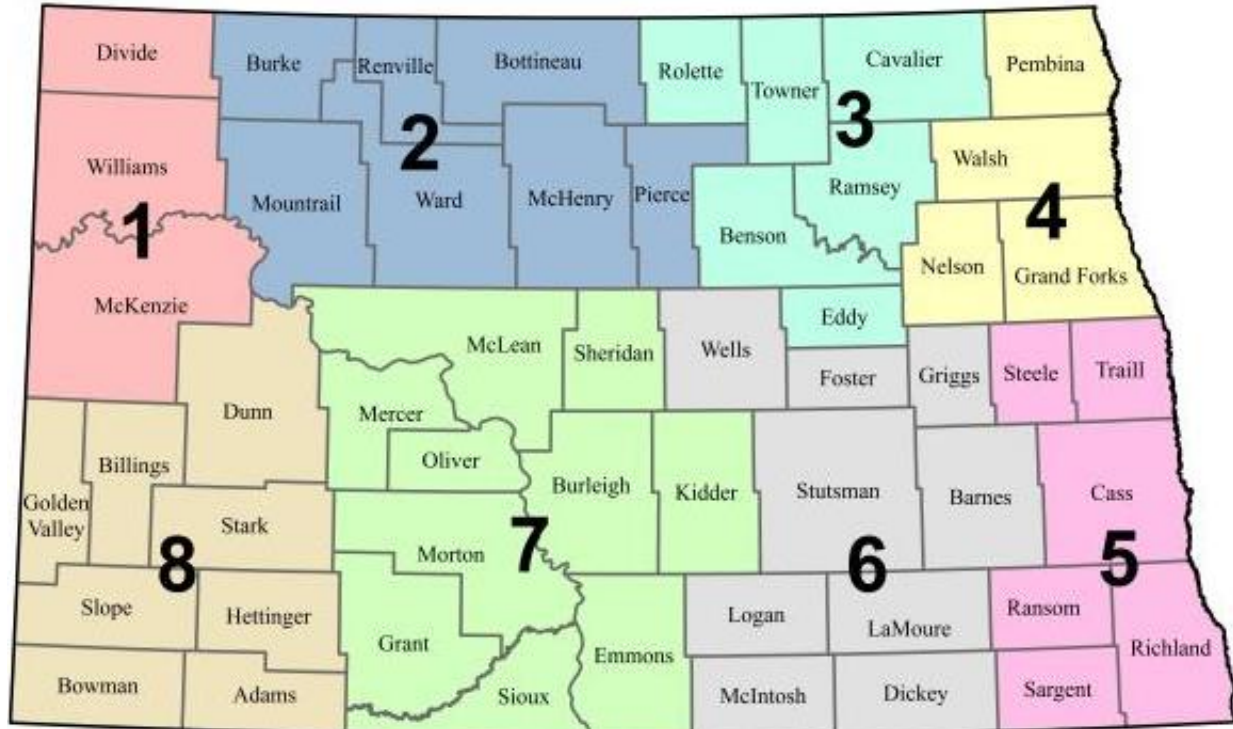 Divide
Burke
Renville
Bottineau
Rolette
Towner
Cavalier
Pembina
2
3
Williams
Mountrail
Ward
McHenry
Pierce
Ramsey
Walsh
1
Benson
4
McKenzie
Nelson
Grand Forks
McLean
Sheridan
Wells
Eddy
Foster
Griggs
Steele
Traill
Dunn
Mercer
Billings
Oliver
Golden
Valley
Burleigh
Kidder
Stutsman
Barnes
Cass
Stark
Morton
7
8
6
5
Slope
Hettinger
Grant
Logan
LaMoure
Ransom
Emmons
Richland
Bowman
Adams
Sioux
McIntosh
Dickey
Sargent